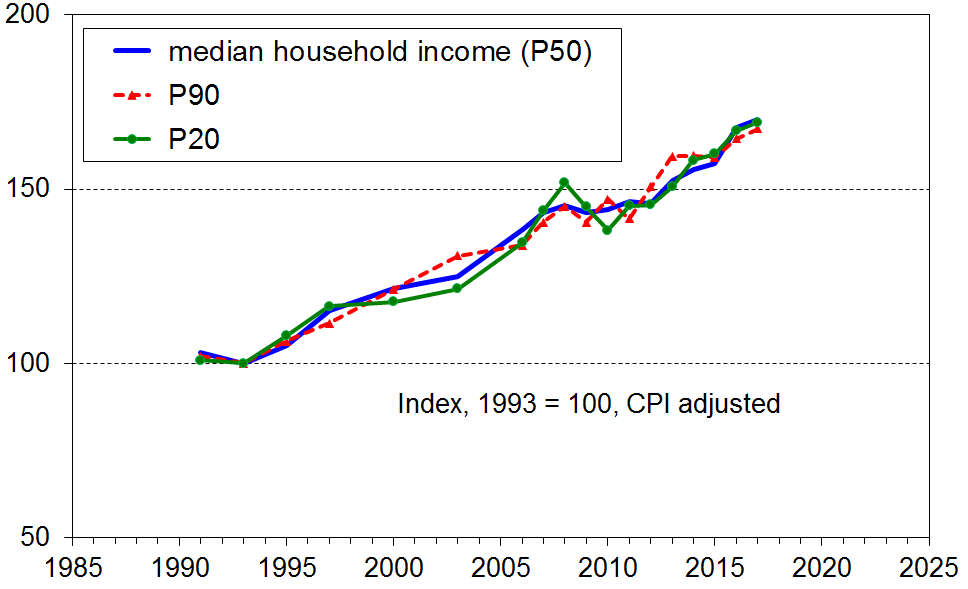 200
median household income (P50)
P90
P20
150
100
Index, 1993 = 100, CPI adjusted
50
1985 1990 1995 2000 2005 2010 2015 2020 2025